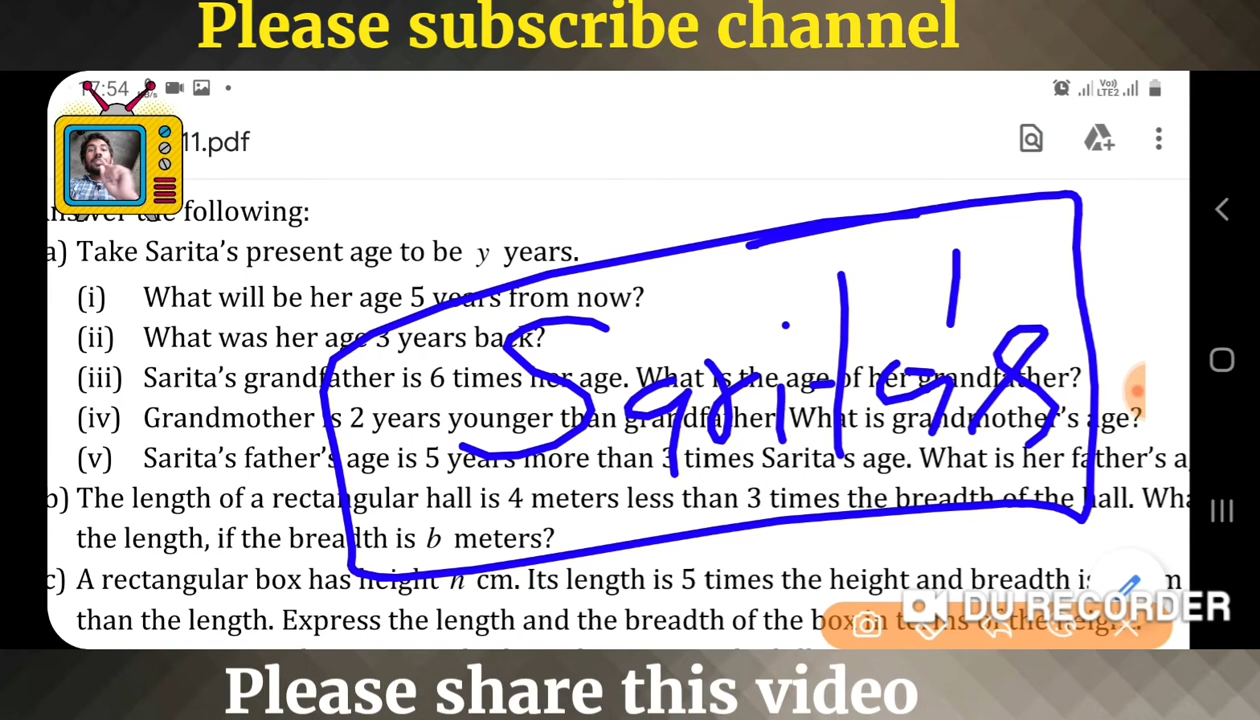 Please subscribe channel
17:54
Vo))
LTE2
11.pdf
Answer the following:
a) Take Sarita’s present age to be y years.
(i) What will be her age 5 years from now?
(ii) What was her age 3 years back?
(iii) Sarita’s grandfather is 6 times her age. What is the age of her grandfather?
(iv) Grandmother is 2 years younger than grandfather. What is grandmother’s age?
(v) Sarita’s father’s age is 5 years more than 3 times Sarita’s age. What is her father’s a
Sarita's
b) The length of a rectangular hall is 4 meters less than 3 times the breadth of the hall. Wha
the length, if the breadth is b meters?
c) A rectangular box has height h cm. Its length is 5 times the height and breadth is
than the length. Express the length and the breadth of the box in terms of the height.
DU RECORDER
Please share this video